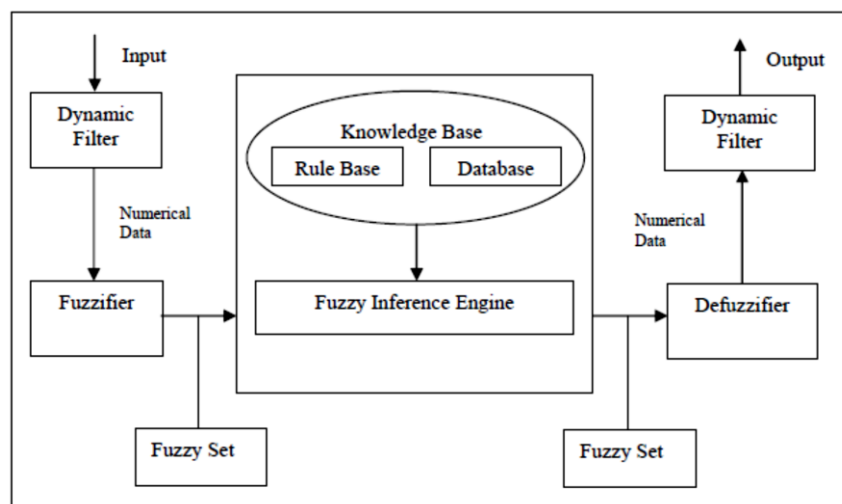 Input
Dynamic
Filter
Numerical
Data
Fuzzifier
Fuzzy Set
Knowledge Base
Rule Base
Database
Fuzzy Inference Engine
Output
Dynamic
Filter
Numerical
Data
Defuzzifier
Fuzzy Set